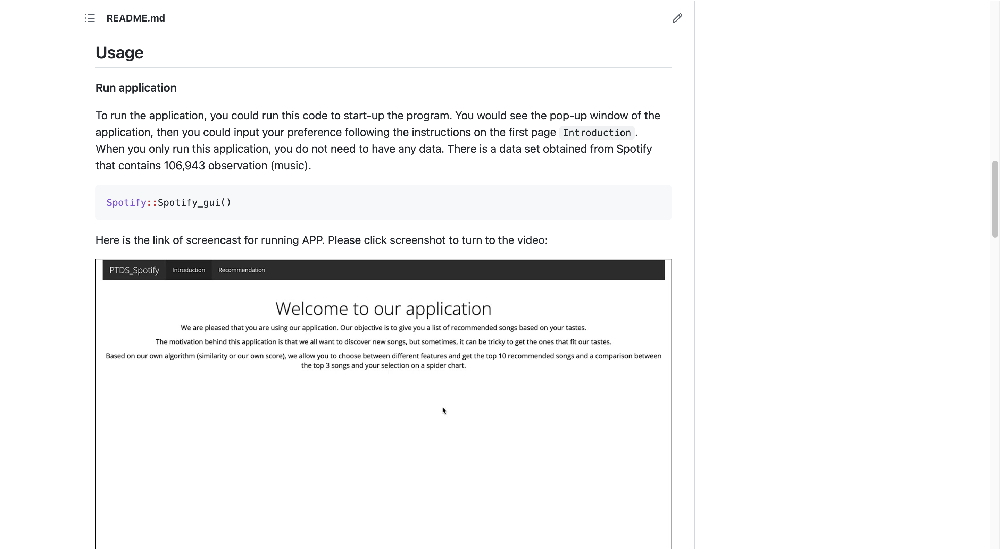 README.md
Usage
Run application
To run the application, you could run this code to start-up the program. You would see the pop-up window of the
application, then you could input your preference following the instructions on the first page Introduction.
When you only run this application, you do not need to have any data. There is a data set obtained from Spotify
that contains 106,943 observation (music).
Spotify::Spotify_gui()
Here is the link of screencast for running APP. Please click screenshot to turn to the video:
PTDS_Spotify Introduction Recommendation
Welcome to our application
We are pleased that you are using our application. Our objective is to give you a list of recommended songs based on your tastes.
The motivation behind this application is that we all want to discover new songs, but sometimes, it can be tricky to get the ones that fit our tastes.
Based on our own algorithm (similarity or our own score), we allow you to choose between different features and get the top 10 recommended songs and a comparison between
the top 3 songs and your selection on a spider chart.